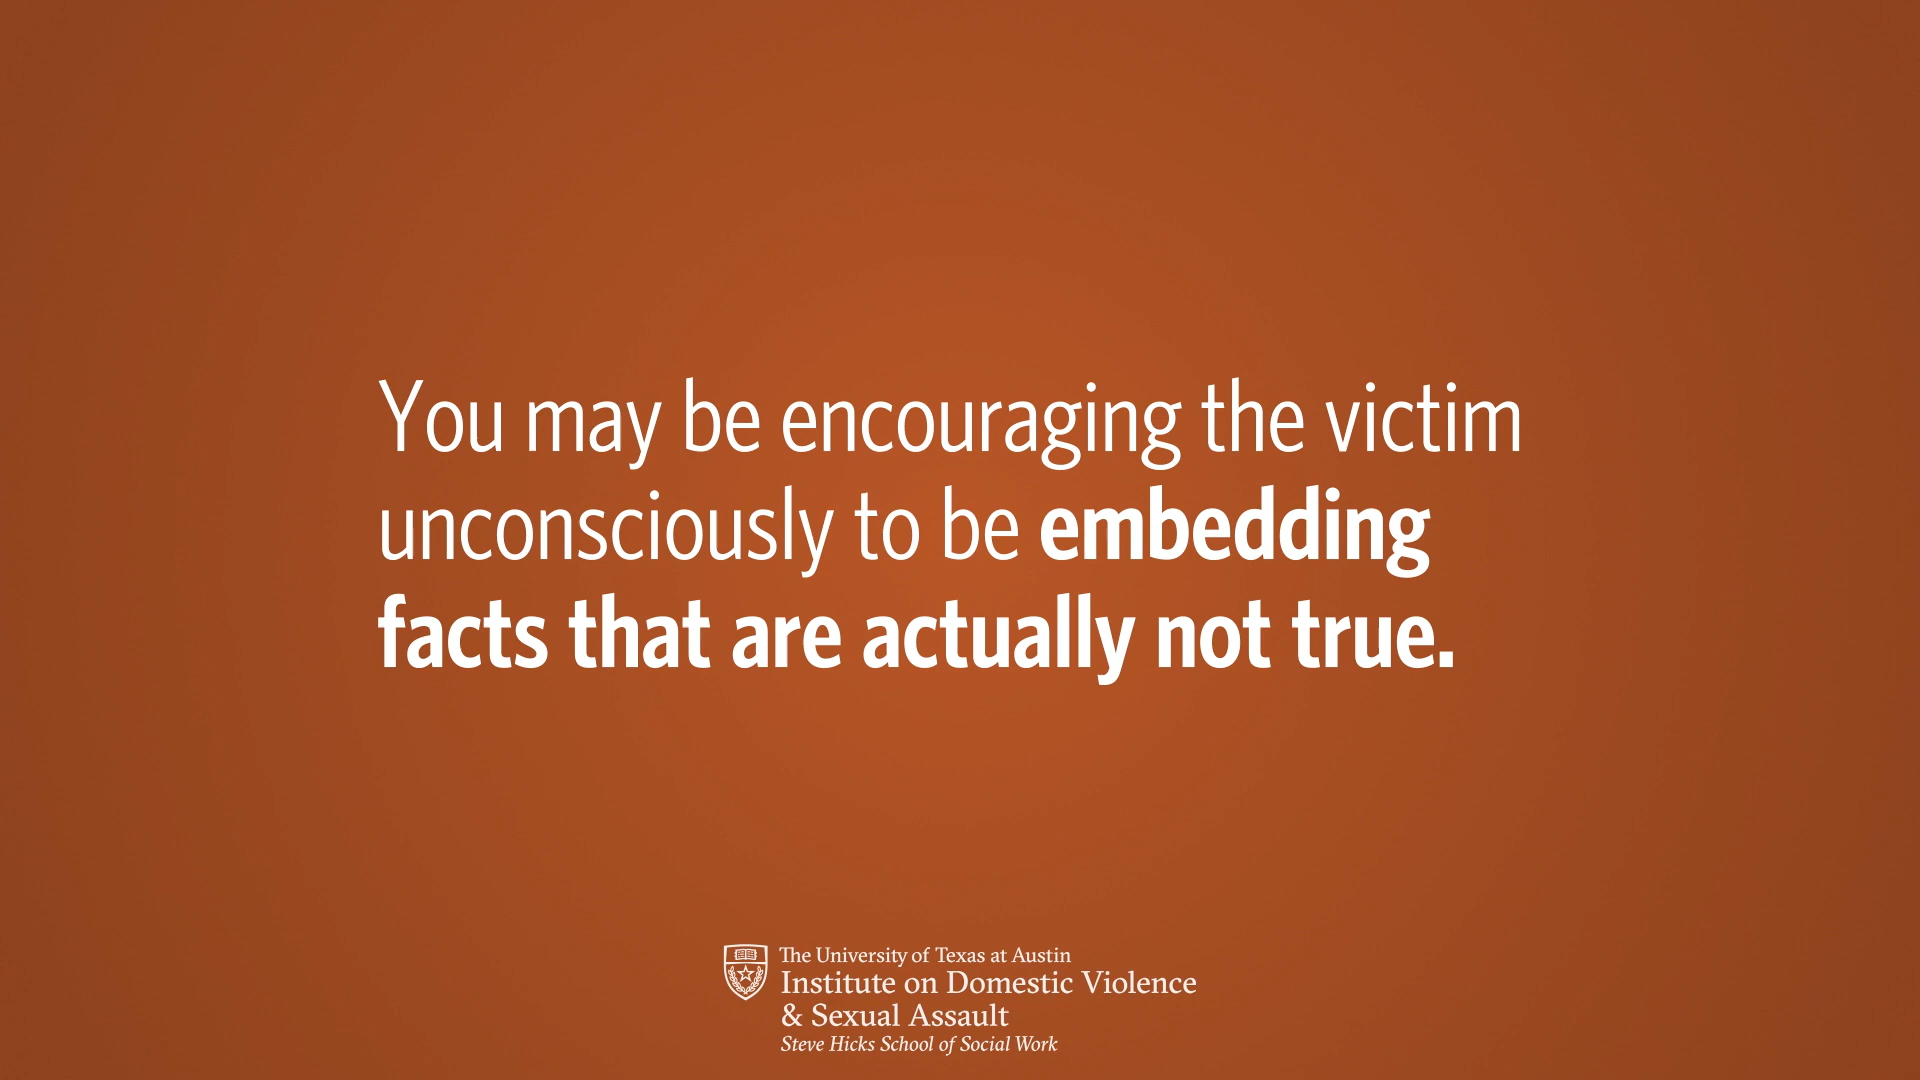 You may be encouraging the victim
unconsciously to be embedding
facts that are actually not true.
The University of Texas at Austin
Institute on Domestic Violence
& Sexual Assault
Steve Hicks School of Social Work